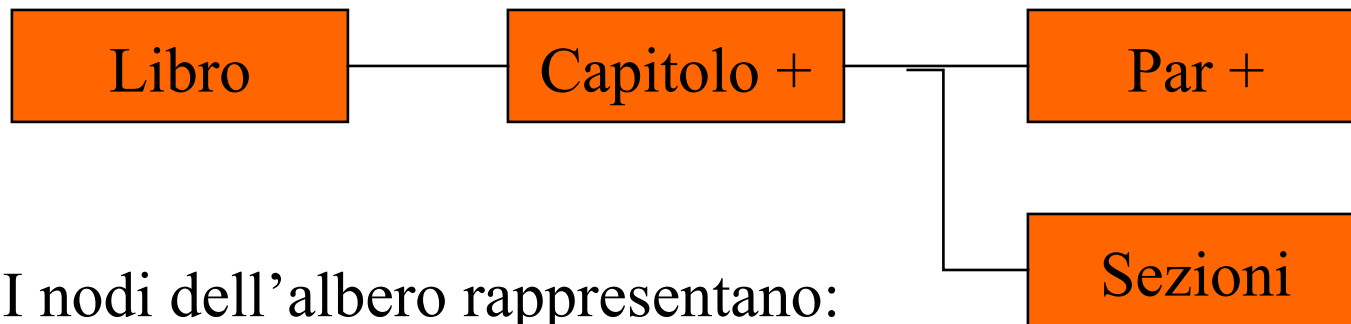 Libro
Capitolo +
Par +
Sezioni
I nodi dell’albero rappresentano: